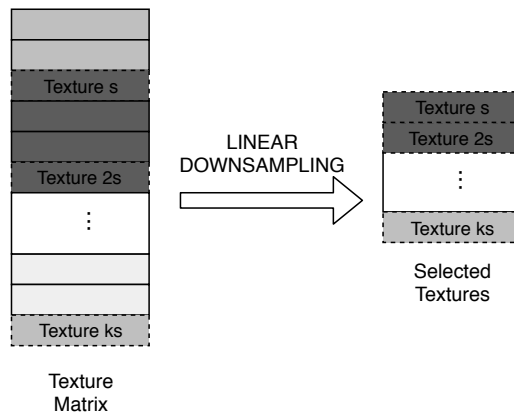 Texture s
Texture 2s
⋮
Texture ks
Texture
Matrix
LINEAR
DOWNSAMPLING
Texture s
Texture 2s
⋮
Texture ks
Selected
Textures